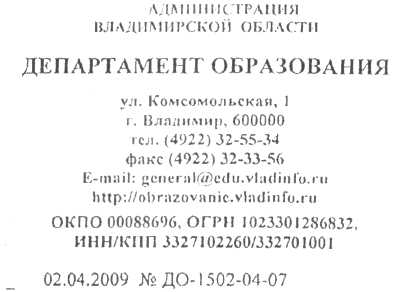 АДМИНИСТРАЦИЯ
ВЛАДИМИРСКОЙ ОБЛАСТИ
ДЕПАРТАМЕНТ ОБРАЗОВАНИЯ
ул. Комсомольская, 1
г. Владимир, 600000
тел. (4922) 32-55-34
факс (4922) 32-33-56
E-mail: general@edu.vladinfo.ru
http://obrazovanie.vladinfo.ru
ОКПО 00088696, ОГРН 1023301286832,
ИНН/КПП 3327102260/332701001
02.04.2009 № ДО-1502-04-07